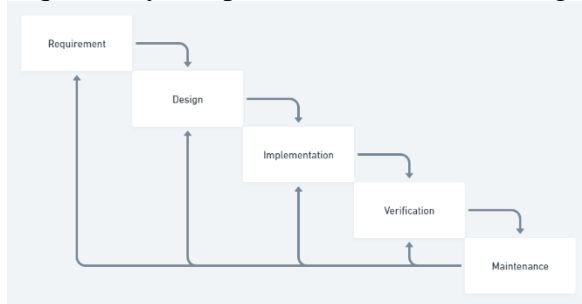 Requirement
Design
Implementation
Verification
Maintenance